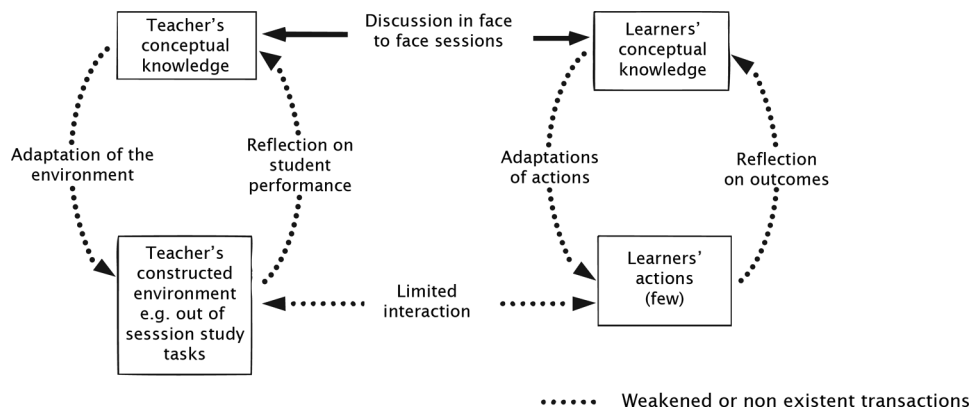 Teacher's
conceptual
knowledge
Discussion in face
to face sessions
Learners'
conceptual
knowledge
Adaptation of the
environment
Reflection on
student
performance
Adaptations
of actions
Reflection
on outcomes
Teacher's
constructed
environment
e.g. out of
sesssion study
tasks
Limited
interaction
Learners'
actions
(few)
Weakened or non existent transactions